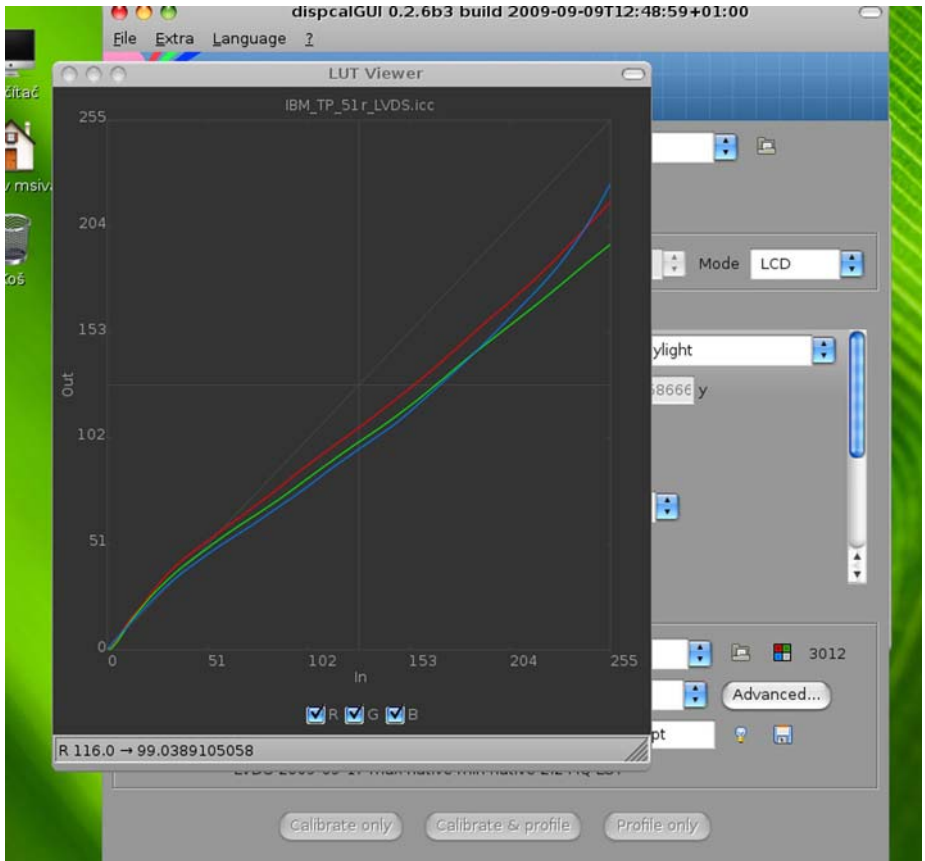 dispcalGUI 0.2.6b3 build 2009-09-09T12:48:59+01:00
File Extra Language ?
LUT Viewer
IBM_TP_51r_LVDS.icc
255
204
153
102
51
0
Out
0 51 102 153 204 255
In
R G B
R 116.0 → 99.0389105058
Mode LCD
ylight
58666 y
3012
Advanced...
pt
Calibrate only Calibrate & profile Profile only
čítač
v msiva
Koš